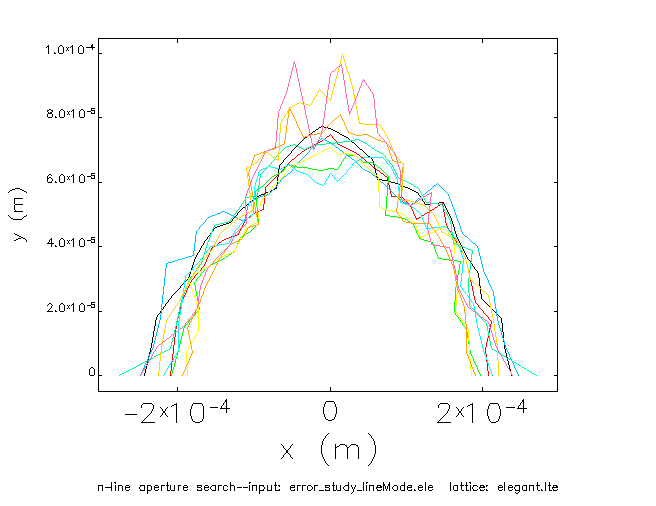 1.0×10⁻⁴
8.0×10⁻⁵
6.0×10⁻⁵
4.0×10⁻⁵
2.0×10⁻⁵
0
y (m)
−2×10⁻⁴ 0 2×10⁻⁴
x (m)
n-line aperture search--input: error_study_lineMode.ele lattice: elegant.lte